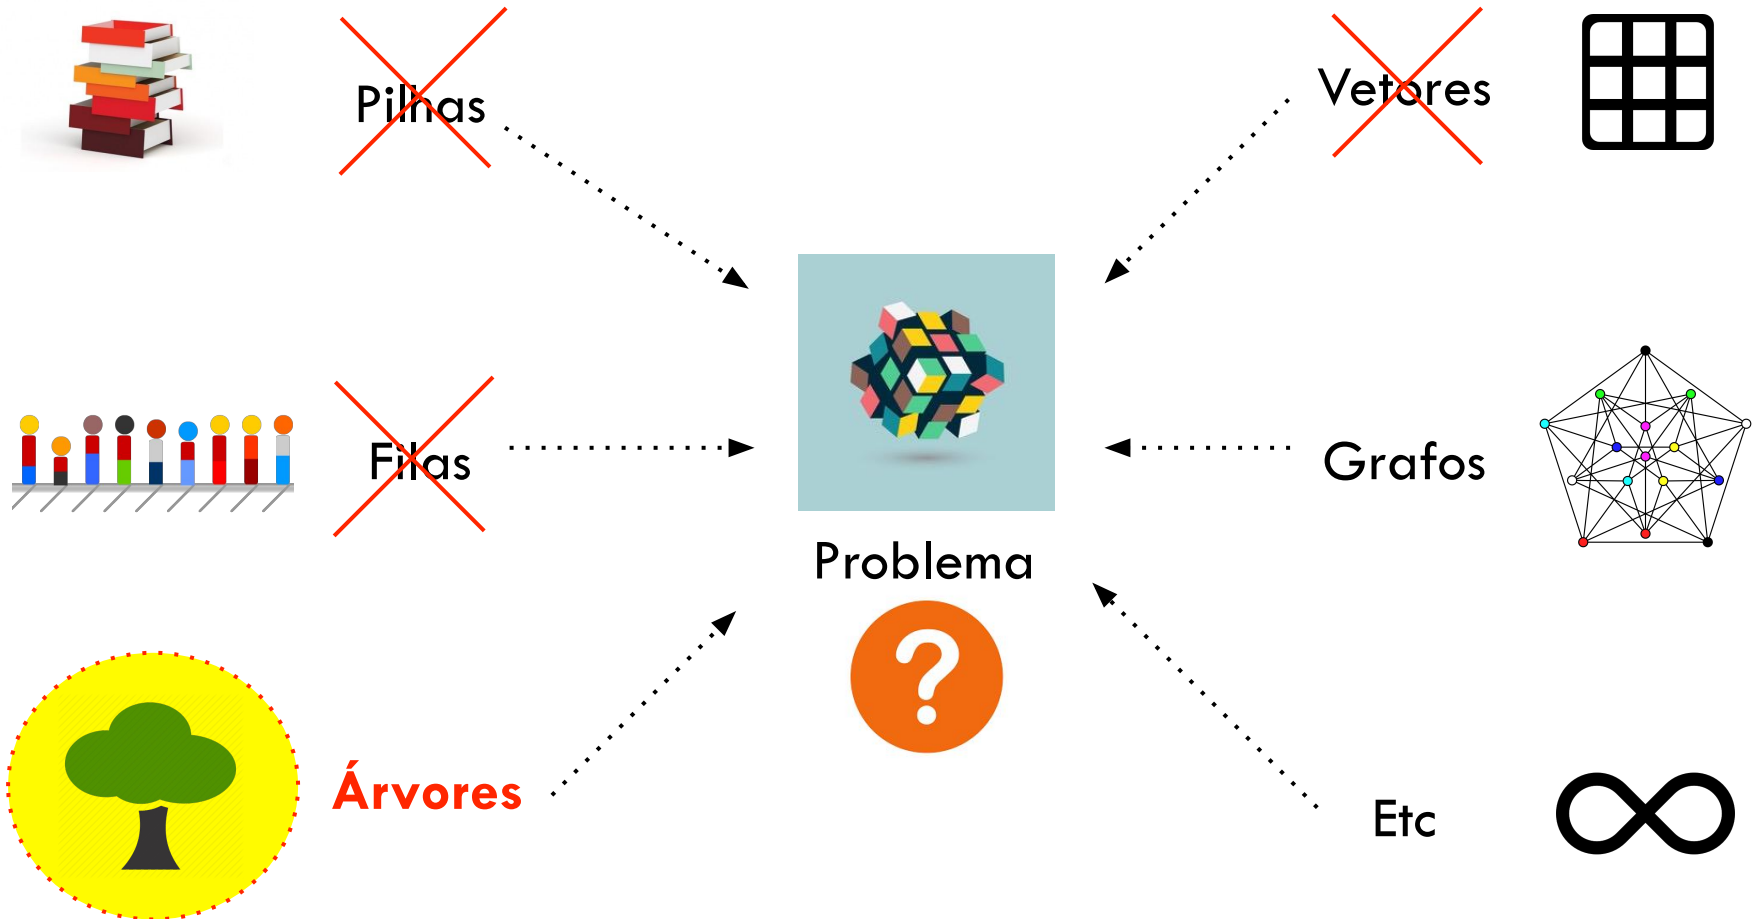 Pilhas
Vetores
Filas
Grafos
Problema
?
Árvores
Etc